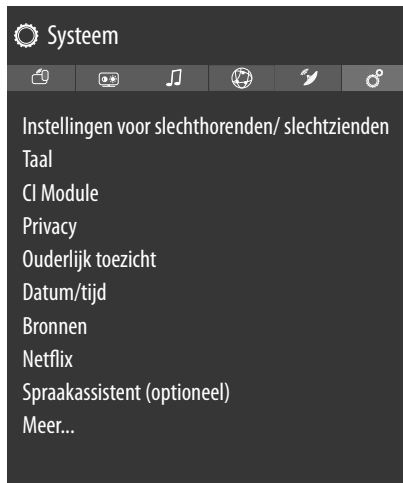 Systeem
Instellingen voor slechthorenden/ slechtzienden
Taal
CI Module
Privacy
Ouderlijk toezicht
Datum/tijd
Bronnen
Netflix
Spraakassistent (optioneel)
Meer...